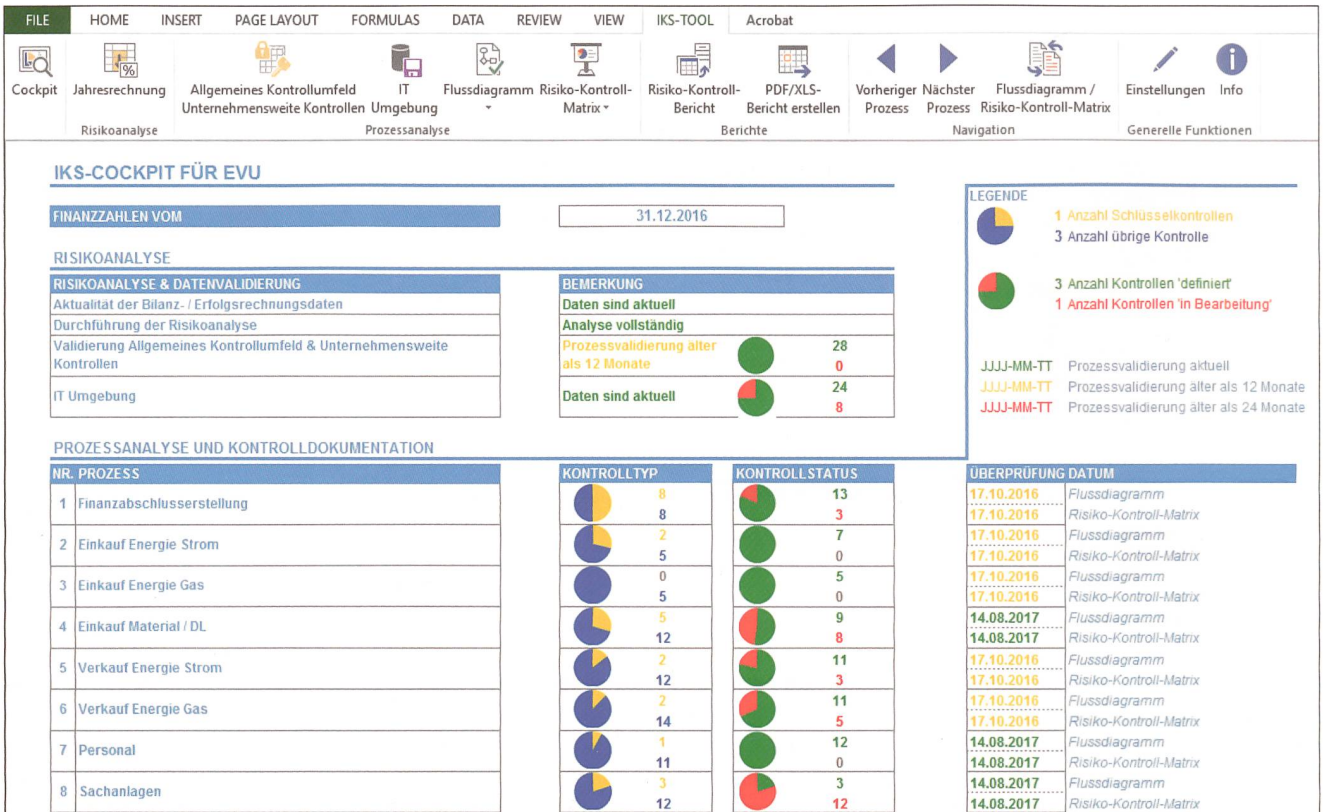 FILE HOME INSERT PAGE LAYOUT FORMULAS DATA REVIEW VIEW IKS-TOOL Acrobat
Cockpit Jahresrechnung Allgemeines Kontrollumfeld IT Flussdiagramm Risiko-Kontroll- Risiko-Kontroll- PDF/XLS- Vorheriger Nächster Flussdiagramm / Einstellungen Info
Unternehmensweite Kontrollen Umgebung Matrix Bericht Bericht erstellen Prozess Prozess Risiko-Kontroll-Matrix
Risikoanalyse Prozessanalyse Berichte Navigation Generelle Funktionen
IKS-COCKPIT FÜR EVU
FINANZZAHLEN VOM 31.12.2016
LEGENDE
1 Anzahl Schlüsselkontrollen
3 Anzahl übrige Kontrolle
3 Anzahl Kontrollen 'definiert'
1 Anzahl Kontrollen 'in Bearbeitung'
JJJJ-MM-TT Prozessvalidierung aktuell
JJJJ-MM-TT Prozessvalidierung älter als 12 Monate
JJJJ-MM-TT Prozessvalidierung älter als 24 Monate
RISIKOANALYSE
RISIKOANALYSE & DATENVALIDIERUNG BEMERKUNG
Aktualität der Bilanz- / Erfolgsrechnungsdaten Daten sind aktuell
Durchführung der Risikoanalyse Analyse vollständig
Validierung Allgemeines Kontrollumfeld & Unternehmensweite Prozessvalidierung älter 28
Kontrollen als 12 Monate 0
IT Umgebung Daten sind aktuell 24
8
PROZESSANALYSE UND KONTROLLDOKUMENTATION
NR. PROZESS KONTROLLTYP KONTROLLSTATUS ÜBERPRÜFUNG DATUM
1 Finanzabschlusserstellung 8 13 17.10.2016 Flussdiagramm
8 3 17.10.2016 Risiko-Kontroll-Matrix
2 Einkauf Energie Strom 2 7 17.10.2016 Flussdiagramm
5 0 17.10.2016 Risiko-Kontroll-Matrix
3 Einkauf Energie Gas 0 5 17.10.2016 Flussdiagramm
5 0 17.10.2016 Risiko-Kontroll-Matrix
4 Einkauf Material / DL 5 9 14.08.2017 Flussdiagramm
12 8 14.08.2017 Risiko-Kontroll-Matrix
5 Verkauf Energie Strom 2 11 17.10.2016 Flussdiagramm
12 3 17.10.2016 Risiko-Kontroll-Matrix
6 Verkauf Energie Gas 2 11 17.10.2016 Flussdiagramm
14 5 17.10.2016 Risiko-Kontroll-Matrix
7 Personal 1 12 14.08.2017 Flussdiagramm
11 0 14.08.2017 Risiko-Kontroll-Matrix
8 Sachanlagen 3 3 14.08.2017 Flussdiagramm
12 12 14.08.2017 Risiko-Kontroll-Matrix